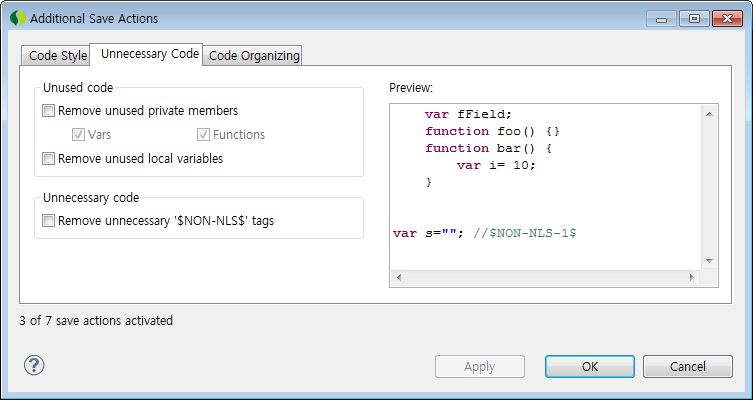 Additional Save Actions
Code Style
Unnecessary Code
Code Organizing
Unused code
Remove unused private members
Vars
Functions
Remove unused local variables
Unnecessary code
Remove unnecessary '$NON-NLS$' tags
Preview:
var fField;
function foo() {}
function bar() {
var i= 10;
}
var s=""; //$NON-NLS-1$
3 of 7 save actions activated
?
Apply
OK
Cancel